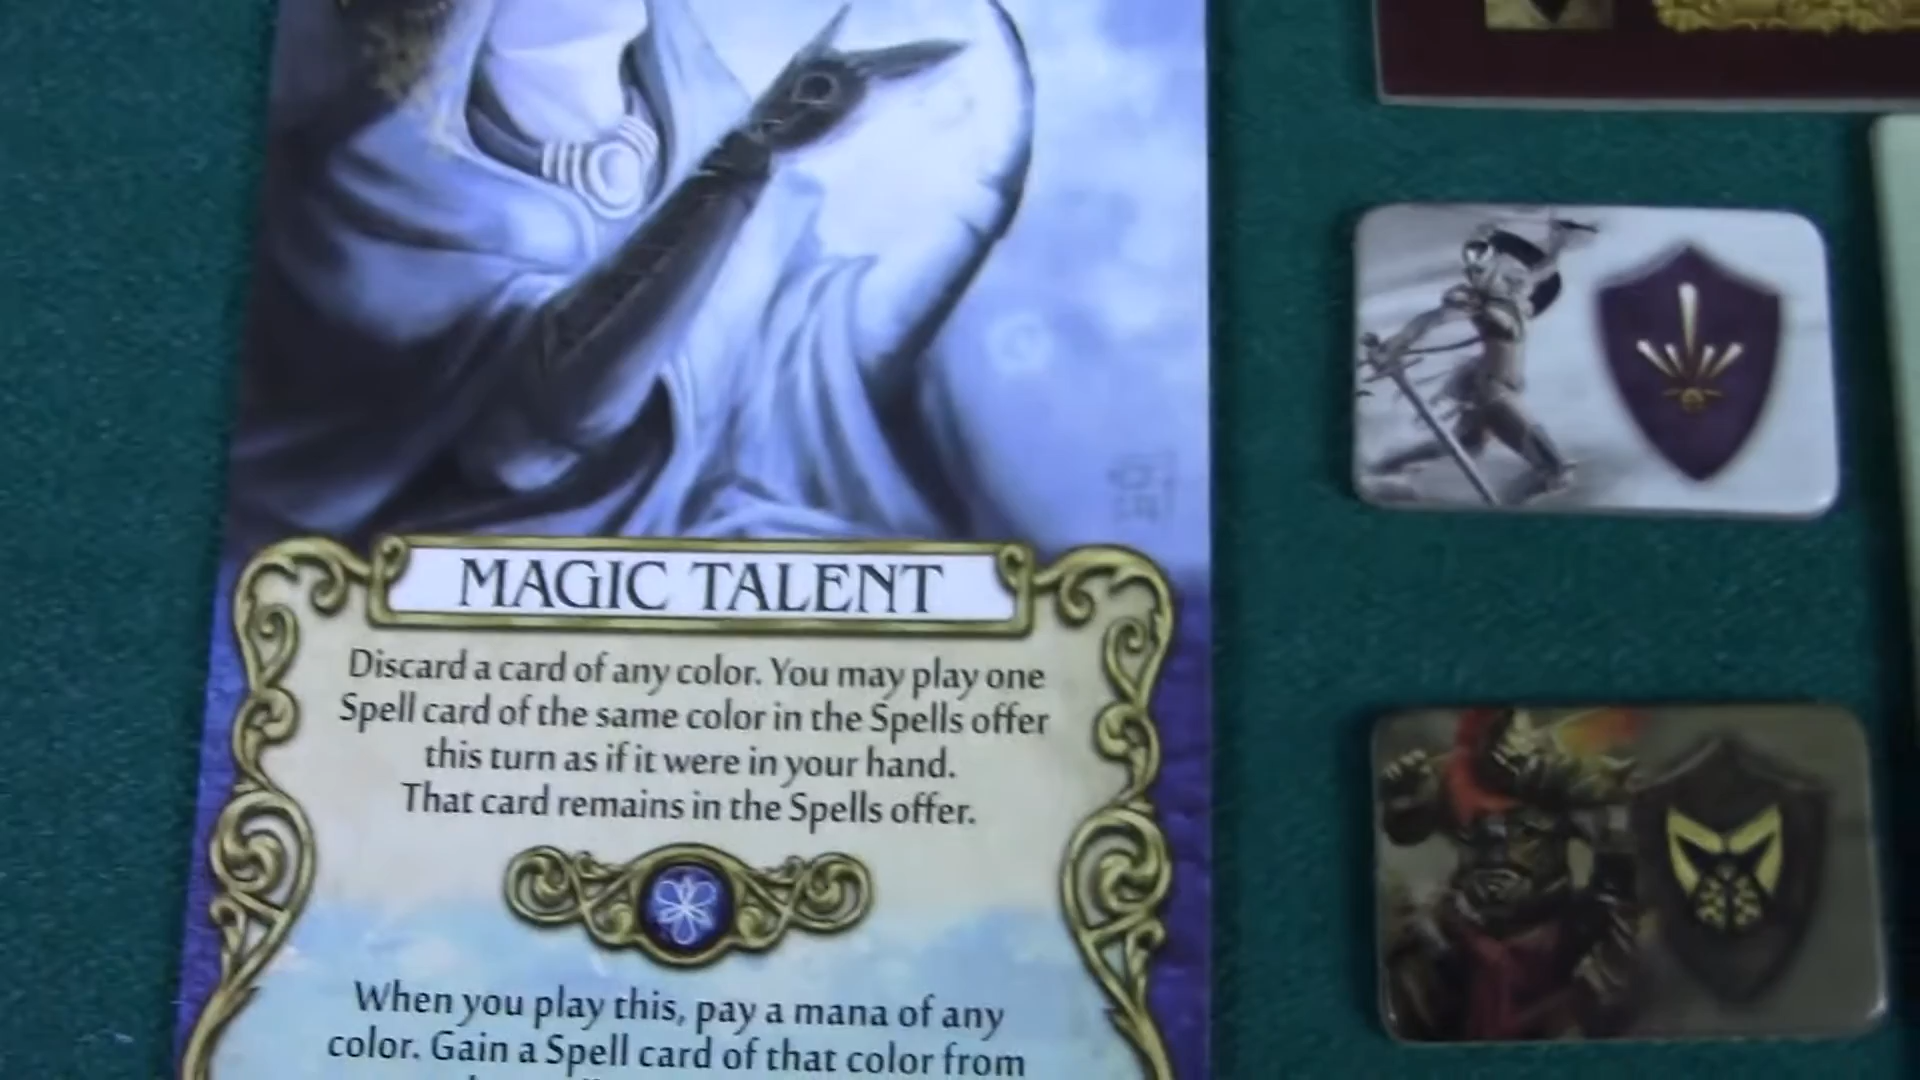 MAGIC TALENT
Discard a card of any color. You may play one
Spell card of the same color in the Spells offer
this turn as if it were in your hand.
That card remains in the Spells offer.
When you play this, pay a mana of any
color. Gain a Spell card of that color from